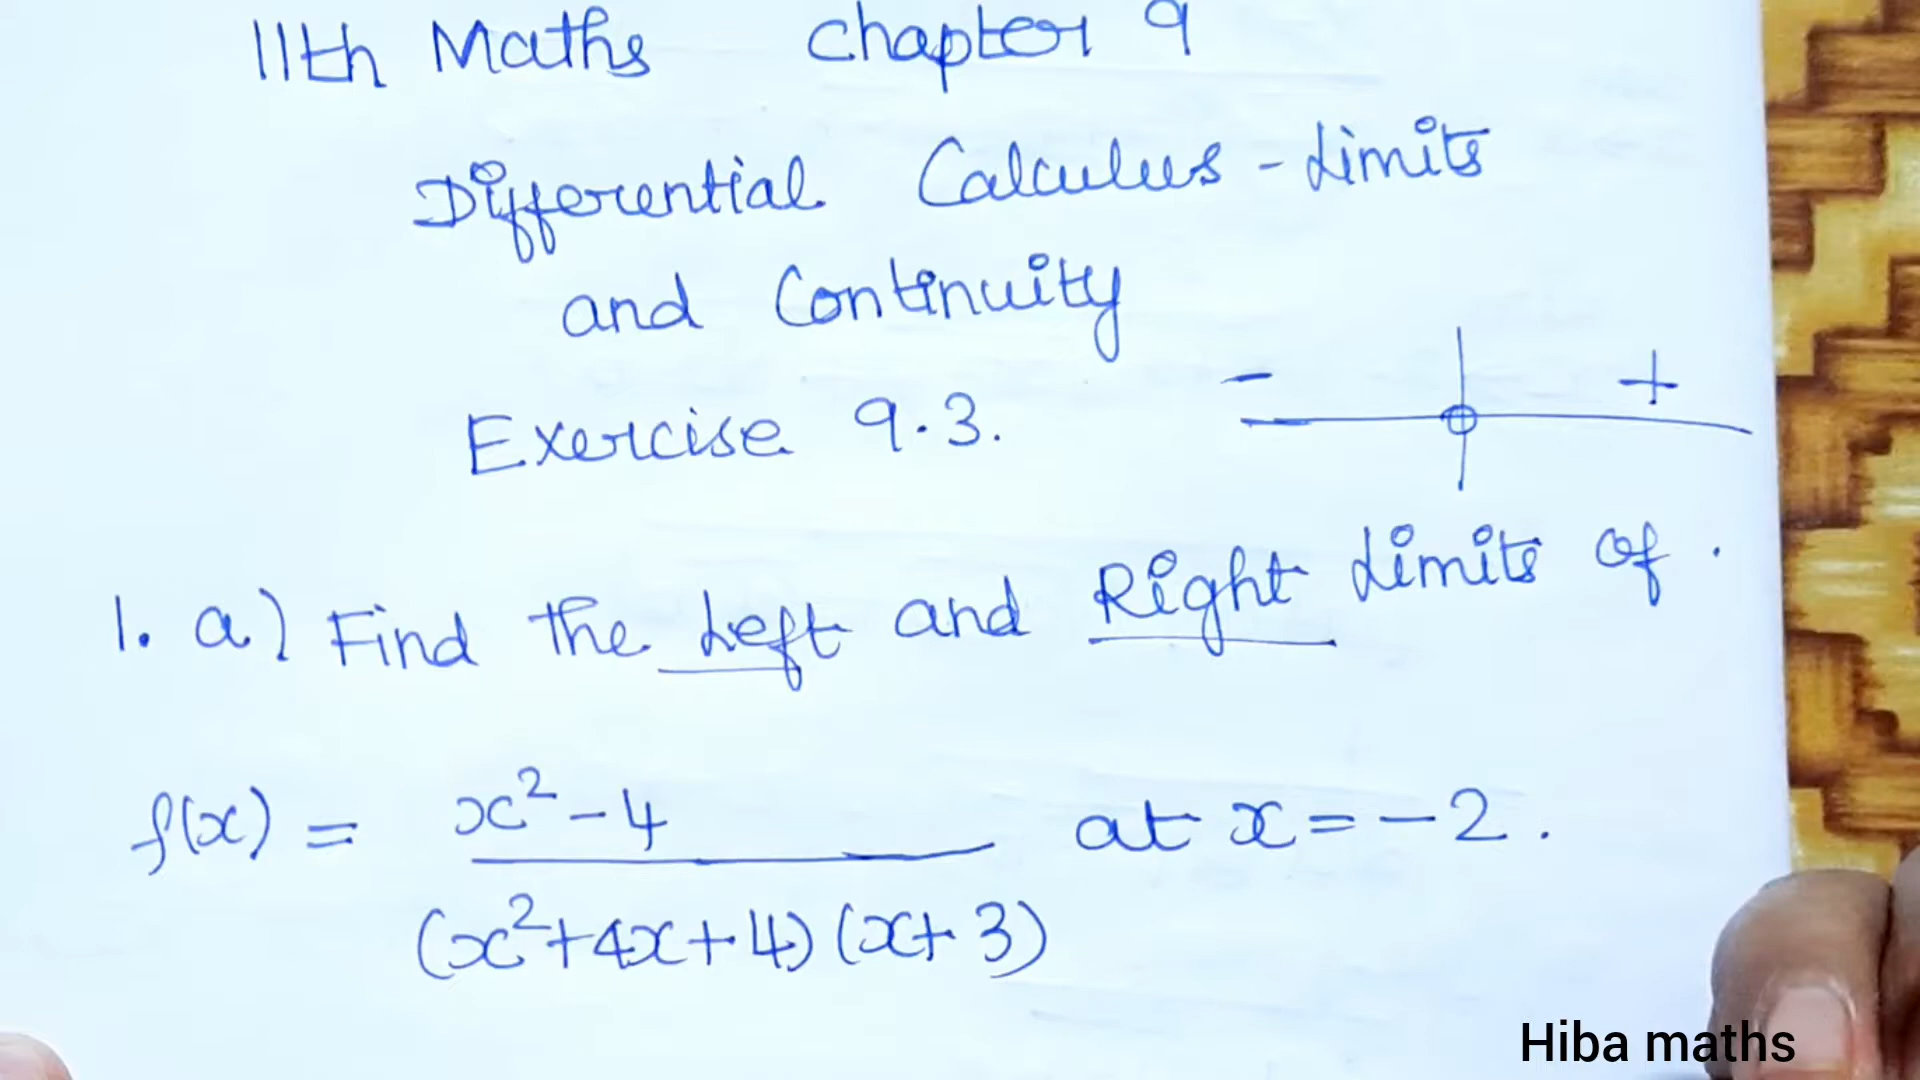 11th Maths chapter 9
Differential Calculus - Limits
and Continuity
Exercise 9.3.
- +
1. a) Find the Left and Right Limits of
f(x) = x² - 4 / (x² + 4x + 4) (x + 3) at x = -2.
Hiba maths